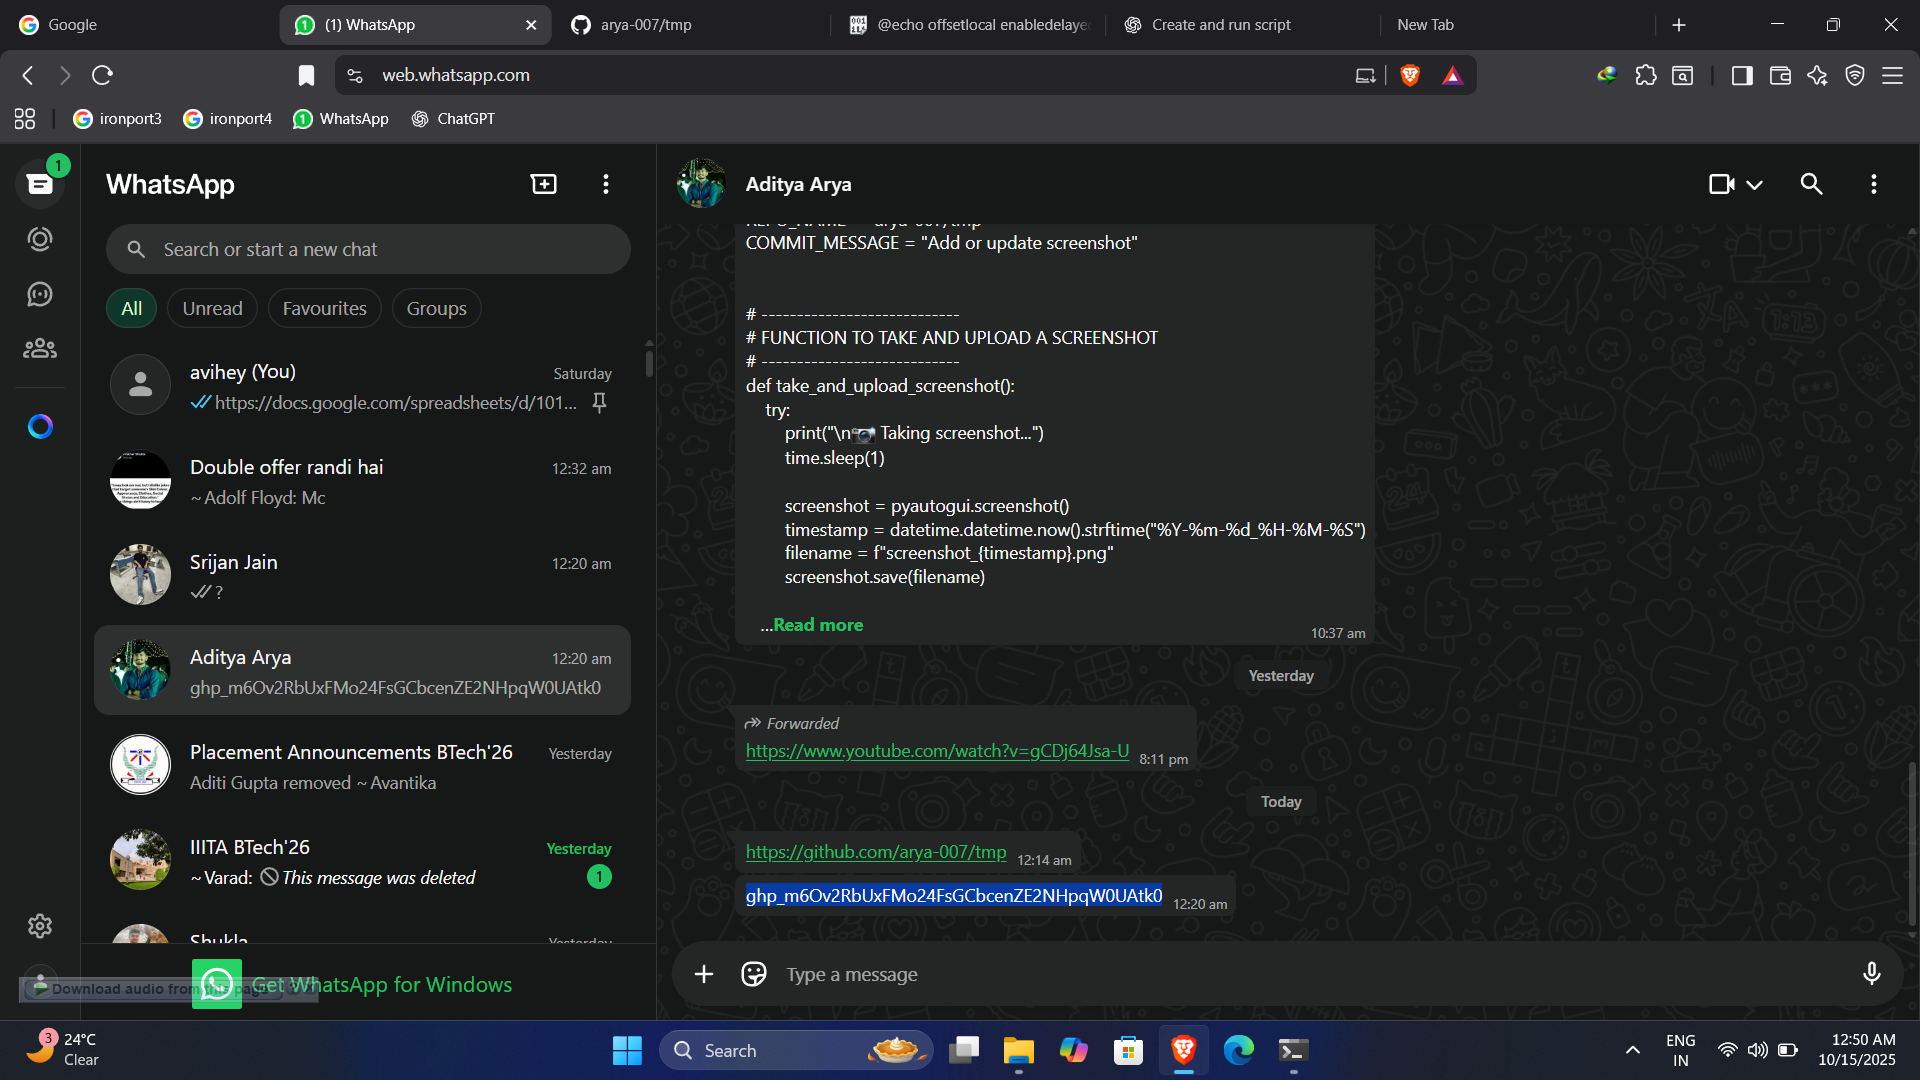 Google
(1) WhatsApp
arya-007/tmp
@echo offsetlocal enabledelaye
Create and run script
New Tab
web.whatsapp.com
ironport3
ironport4
WhatsApp
ChatGPT
1
WhatsApp
Search or start a new chat
All
Unread
Favourites
Groups
avihey (You)
Saturday
https://docs.google.com/spreadsheets/d/101...
Double offer randi hai
12:32 am
~ Adolf Floyd: Mc
Srijan Jain
12:20 am
?
Aditya Arya
12:20 am
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
Placement Announcements BTech'26
Yesterday
Aditi Gupta removed ~ Avantika
IIITA BTech'26
Yesterday
~ Varad: This message was deleted
1
Shukla
Yesterday
Download audio from this page
Get WhatsApp for Windows
Aditya Arya
COMMIT_MESSAGE = "Add or update screenshot"
# ----------------------------
# FUNCTION TO TAKE AND UPLOAD A SCREENSHOT
# ----------------------------
def take_and_upload_screenshot():
try:
print("\n📸 Taking screenshot...")
time.sleep(1)
screenshot = pyautogui.screenshot()
timestamp = datetime.datetime.now().strftime("%Y-%m-%d_%H-%M-%S")
filename = f"screenshot_{timestamp}.png"
screenshot.save(filename)
...Read more
10:37 am
Yesterday
Forwarded
https://www.youtube.com/watch?v=gCDj64Jsa-U
8:11 pm
Today
https://github.com/arya-007/tmp
12:14 am
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
12:20 am
Type a message
3
24°C
Clear
Search
ENG
IN
12:50 AM
10/15/2025